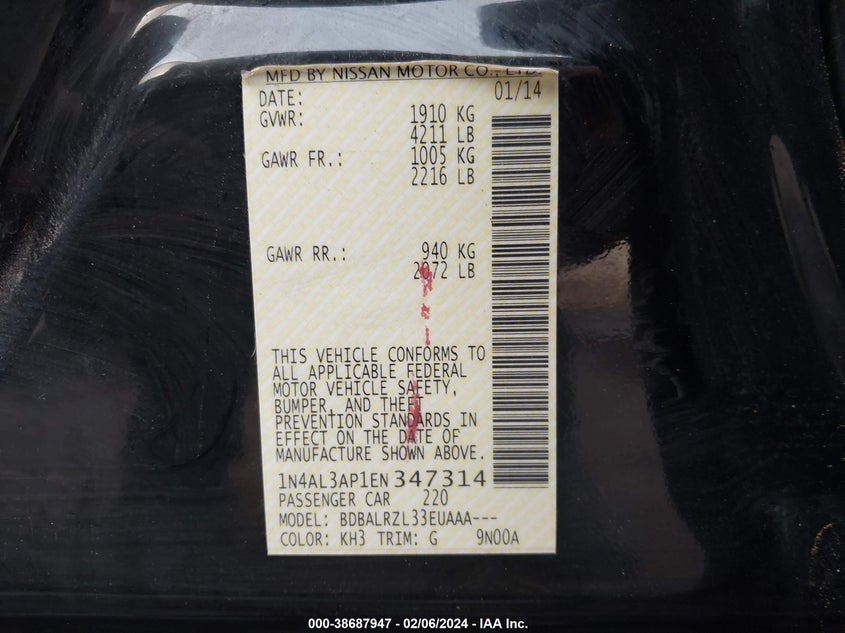 MFD BY NISSAN MOTOR CO., LTD.
DATE: 01/14
GVWR: 1910 KG
4211 LB
GAWR FR.: 1005 KG
2216 LB
GAWR RR.: 940 KG
2072 LB
THIS VEHICLE CONFORMS TO
ALL APPLICABLE FEDERAL
MOTOR VEHICLE SAFETY,
BUMPER, AND THEFT
PREVENTION STANDARDS IN
EFFECT ON THE DATE OF
MANUFACTURE SHOWN ABOVE.
1N4AL3AP1EN 347314
PASSENGER CAR 220
MODEL: BDBALRZL33EUAAA---
COLOR: KH3 TRIM: G 9N00A
000-38687947 - 02/06/2024 - IAA Inc.